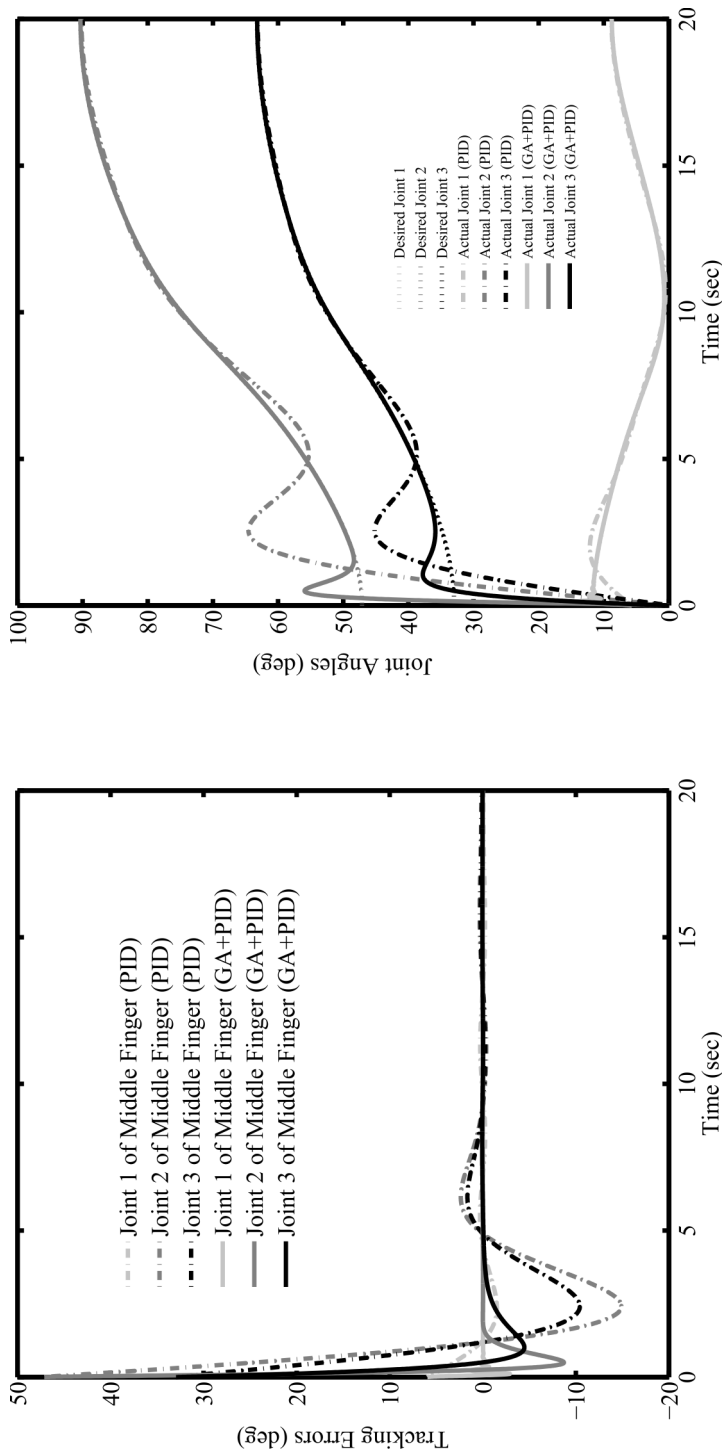 50
40
30
20
10
0
−10
−20
Tracking Errors (deg)
0
5
10
15
20
Time (sec)
Joint 1 of Middle Finger (PID)
Joint 2 of Middle Finger (PID)
Joint 3 of Middle Finger (PID)
Joint 1 of Middle Finger (GA+PID)
Joint 2 of Middle Finger (GA+PID)
Joint 3 of Middle Finger (GA+PID)
100
90
80
70
60
50
40
30
20
10
0
Joint Angles (deg)
0
5
10
15
20
Time (sec)
Desired Joint 1
Desired Joint 2
Desired Joint 3
Actual Joint 1 (PID)
Actual Joint 2 (PID)
Actual Joint 3 (PID)
Actual Joint 1 (GA+PID)
Actual Joint 2 (GA+PID)
Actual Joint 3 (GA+PID)